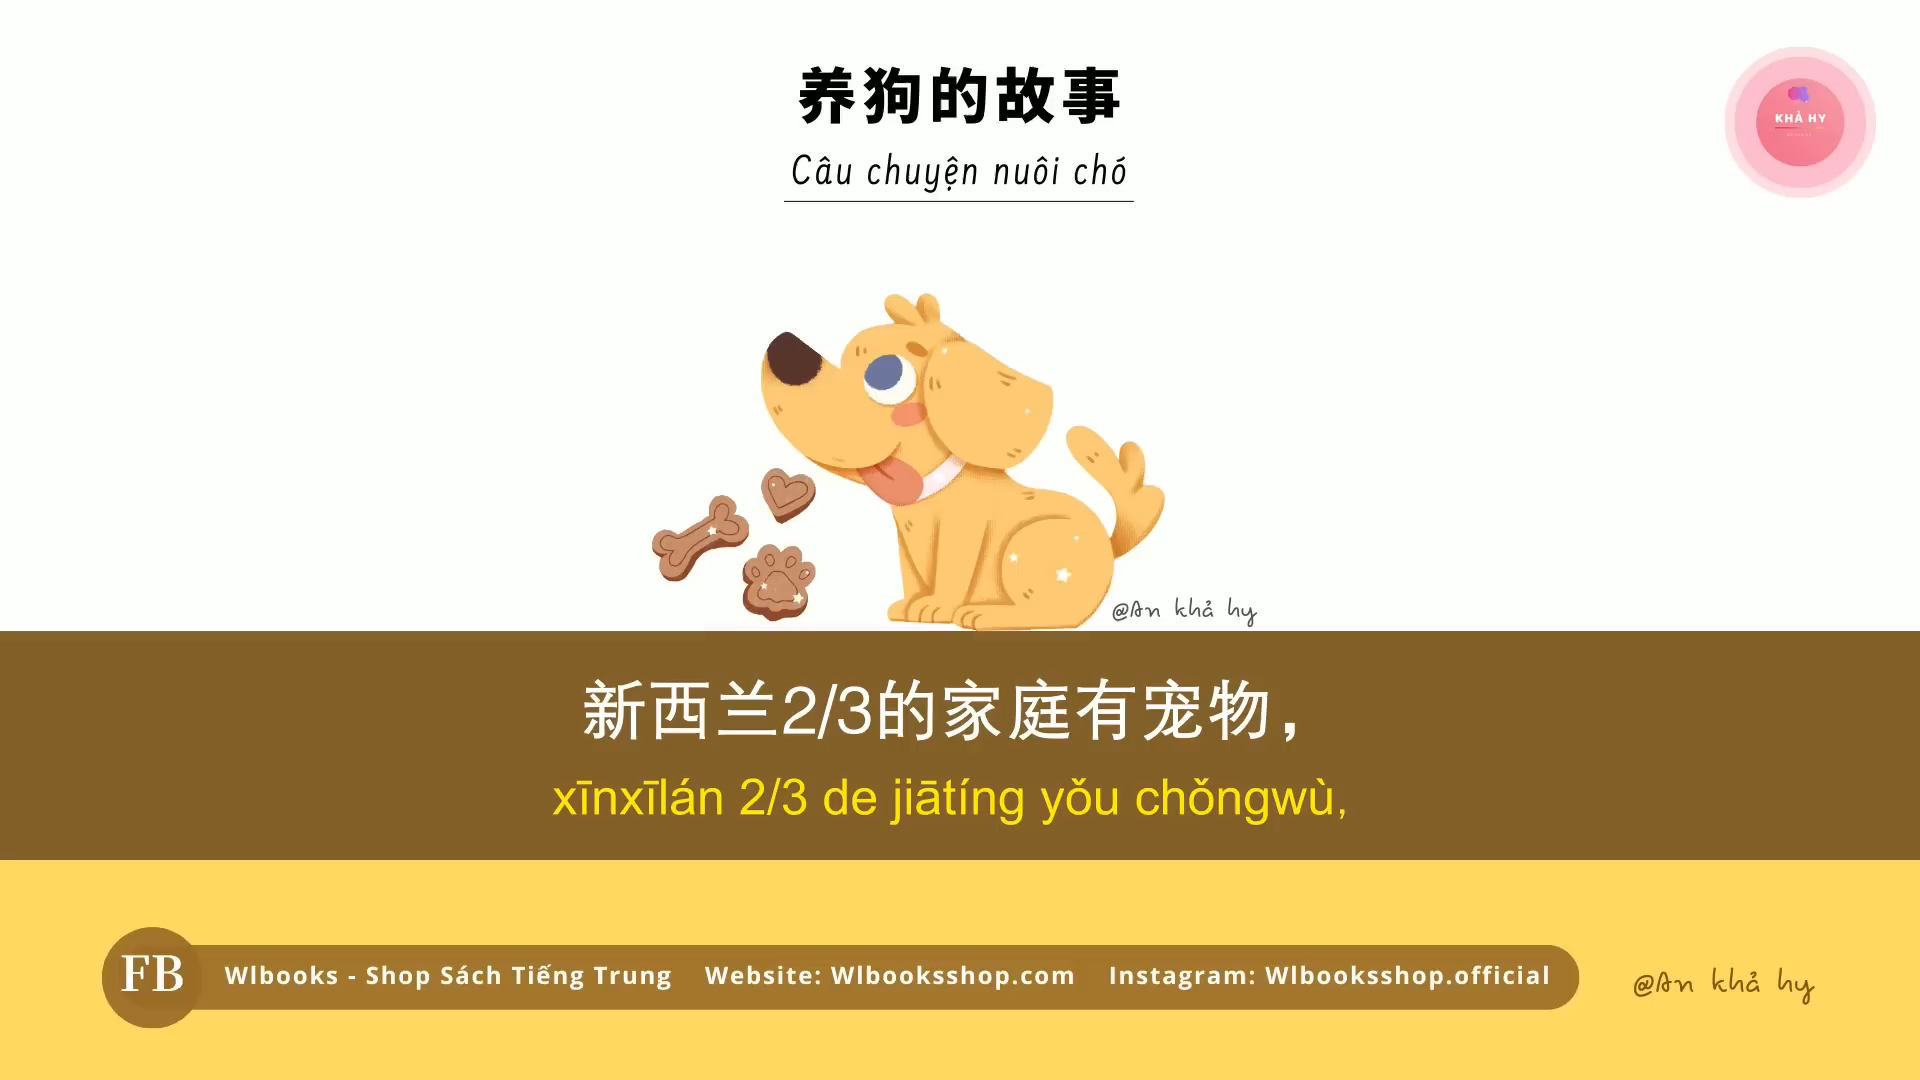 养狗的故事
Câu chuyện nuôi chó
KHẢ HY
@An khả hy
新西兰2/3的家庭有宠物，
xīnxīlán 2/3 de jiātíng yǒu chǒngwù,
FB Wlbooks - Shop Sách Tiếng Trung Website: Wlbooksshop.com Instagram: Wlbooksshop.official
@An khả hy